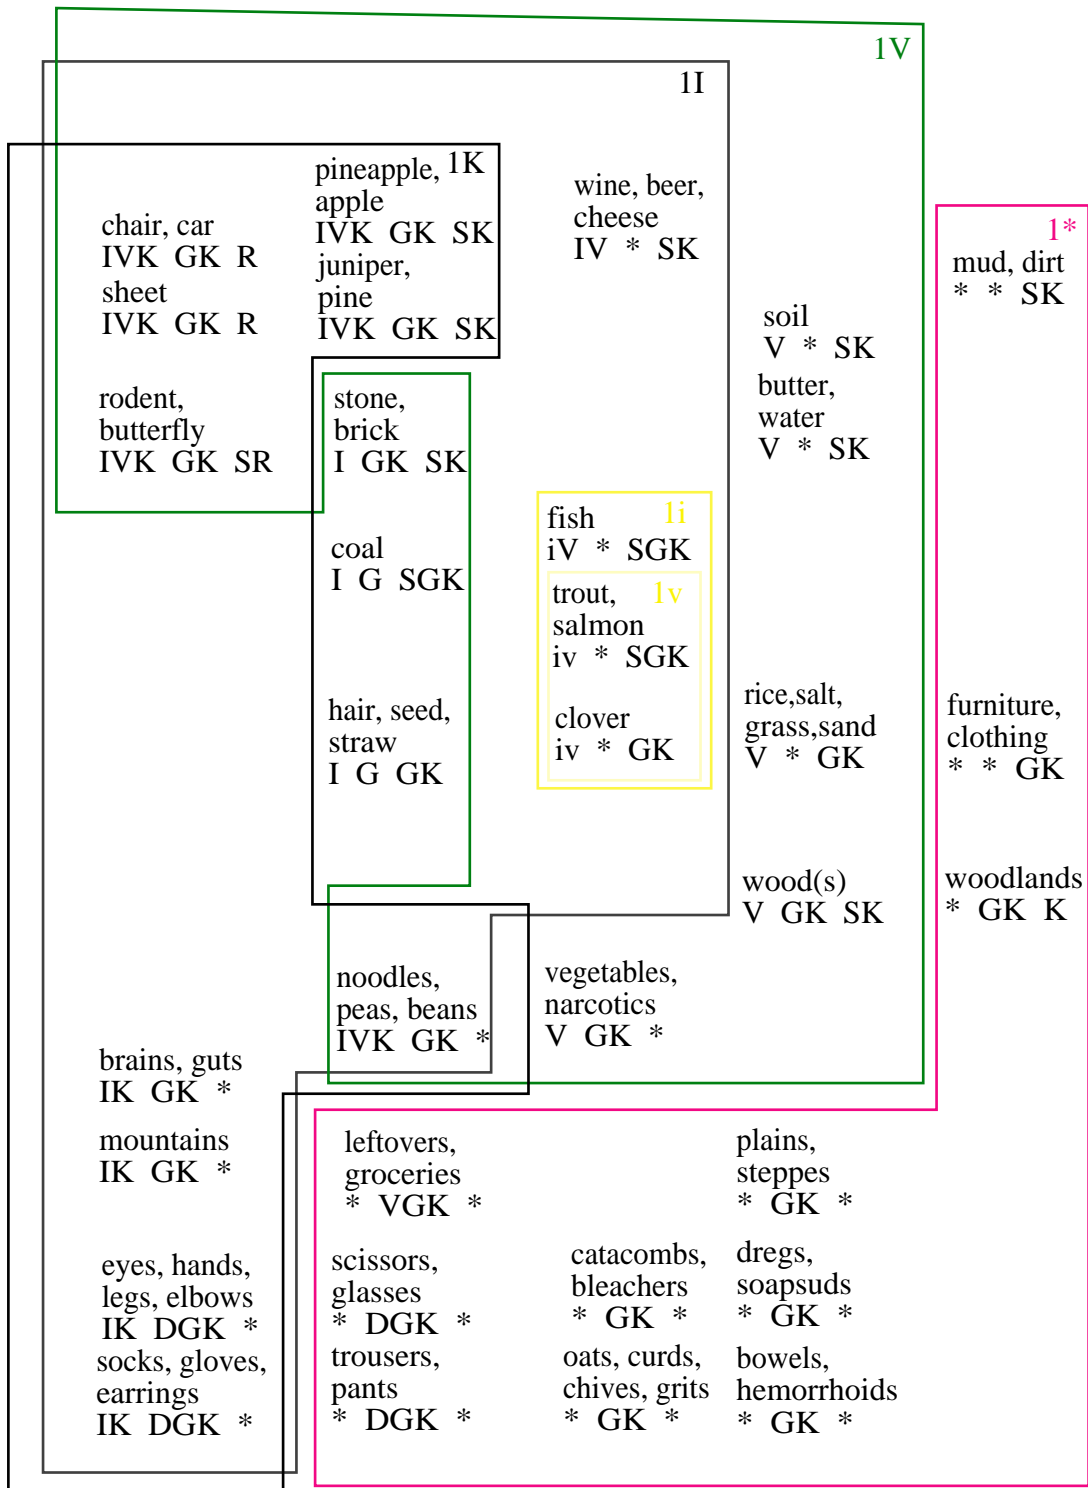 1V
1I
1K
pineapple,
apple
IVK GK SK
juniper,
pine
IVK GK SK
chair, car
IVK GK R
sheet
IVK GK R
wine, beer,
cheese
IV * SK
1*
mud, dirt
* * SK
soil
V * SK
butter,
water
V * SK
rodent,
butterfly
IVK GK SR
stone,
brick
I GK SK
coal
I G SGK
1i
fish
iV * SGK
1v
trout,
salmon
iv * SGK
clover
iv * GK
hair, seed,
straw
I G GK
rice,salt,
grass,sand
V * GK
furniture,
clothing
* * GK
wood(s)
V GK SK
woodlands
* GK K
noodles,
peas, beans
IVK GK *
vegetables,
narcotics
V GK *
brains, guts
IK GK *
mountains
IK GK *
leftovers,
groceries
* VGK *
plains,
steppes
* GK *
eyes, hands,
legs, elbows
IK DGK *
scissors,
glasses
* DGK *
catacombs,
bleachers
* GK *
dregs,
soapsuds
* GK *
socks, gloves,
earrings
IK DGK *
trousers,
pants
* DGK *
oats, curds,
chives, grits
* GK *
bowels,
hemorrhoids
* GK *